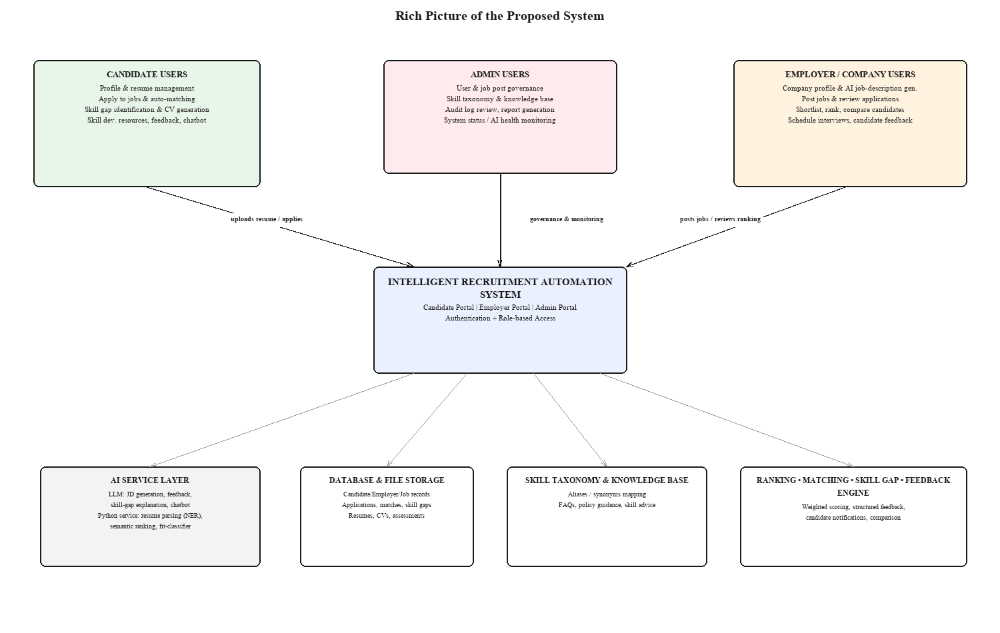 Rich Picture of the Proposed System
CANDIDATE USERS
Profile & resume management
Apply to jobs & auto-matching
Skill gap identification & CV generation
Skill dev. resources, feedback, chatbot
ADMIN USERS
User & job post governance
Skill taxonomy & knowledge base
Audit log review, report generation
System status / AI health monitoring
EMPLOYER / COMPANY USERS
Company profile & AI job-description gen.
Post jobs & review applications
Shortlist, rank, compare candidates
Schedule interviews, candidate feedback
uploads resume / applies
governance & monitoring
posts jobs / reviews ranking
INTELLIGENT RECRUITMENT AUTOMATION
SYSTEM
Candidate Portal | Employer Portal | Admin Portal
Authentication + Role-based Access
AI SERVICE LAYER
LLM: JD generation, feedback,
skill-gap explanation, chatbot
Python service: resume parsing (NER),
semantic ranking, fit-classifier
DATABASE & FILE STORAGE
Candidate/Employer/Job records
Applications, matches, skill gaps
Resumes, CVs, assessments
SKILL TAXONOMY & KNOWLEDGE BASE
Aliases / synonyms mapping
FAQs, policy guidance, skill advice
RANKING • MATCHING • SKILL GAP • FEEDBACK
ENGINE
Weighted scoring, structured feedback,
candidate notifications, comparison